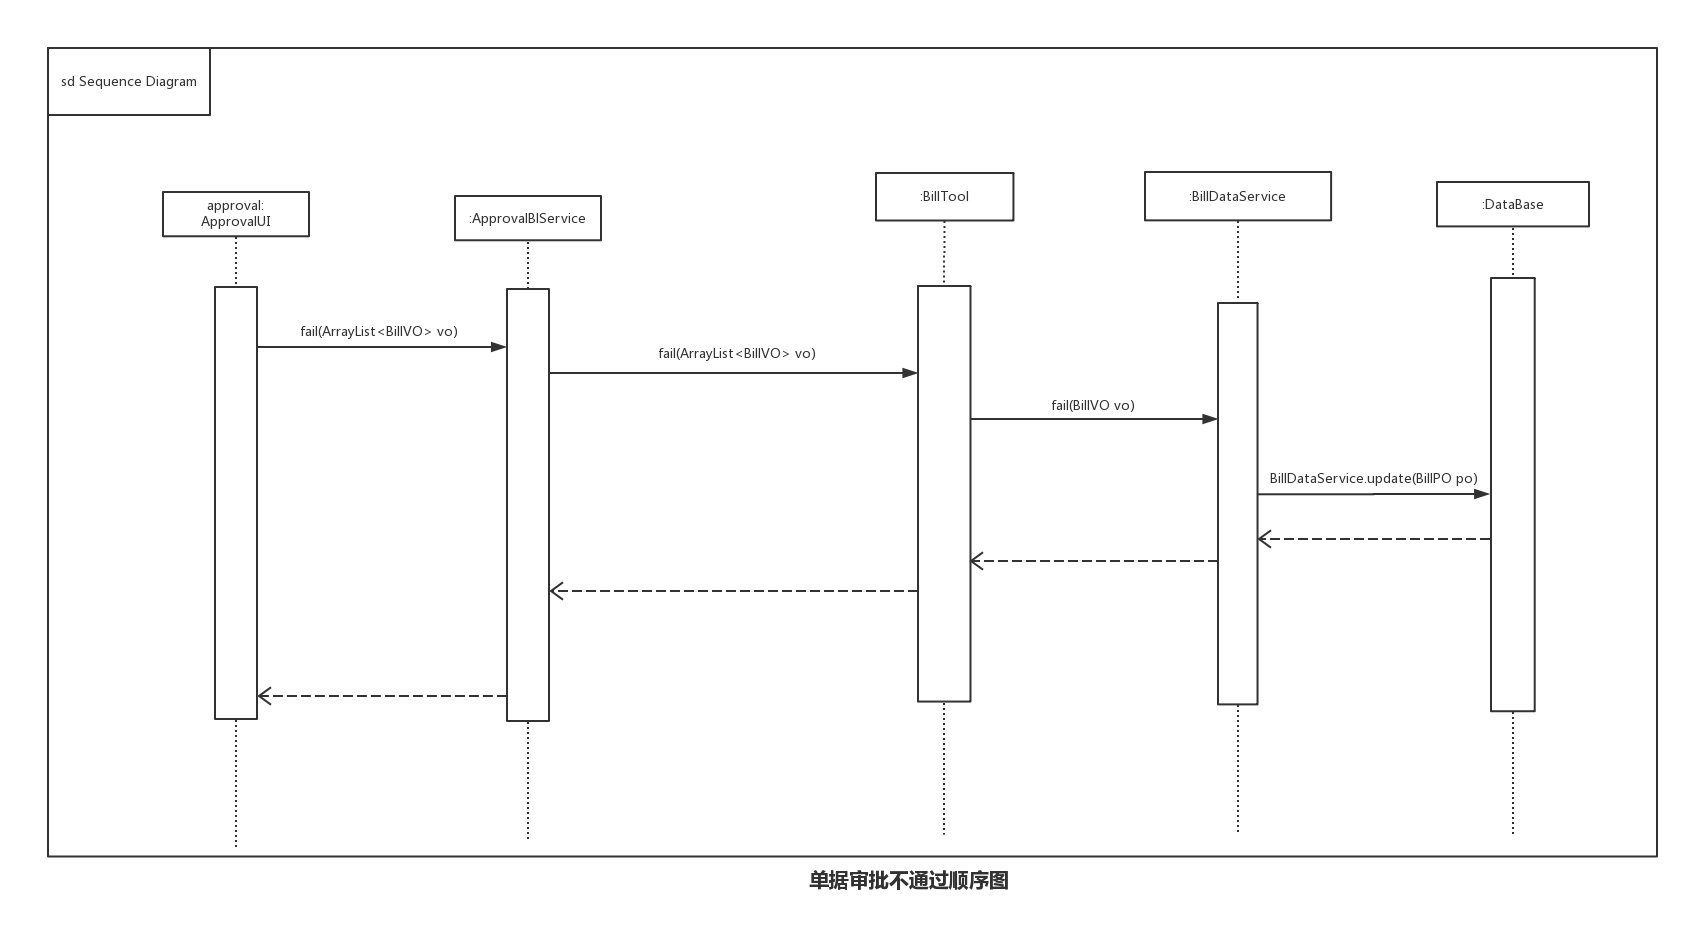 sd Sequence Diagram
approval:
ApprovalUI
:ApprovalBlService
:BillTool
:BillDataService
:DataBase
fail(ArrayList<BillVO> vo)
fail(ArrayList<BillVO> vo)
fail(BillVO vo)
BillDataService.update(BillPO po)
单据审批不通过顺序图